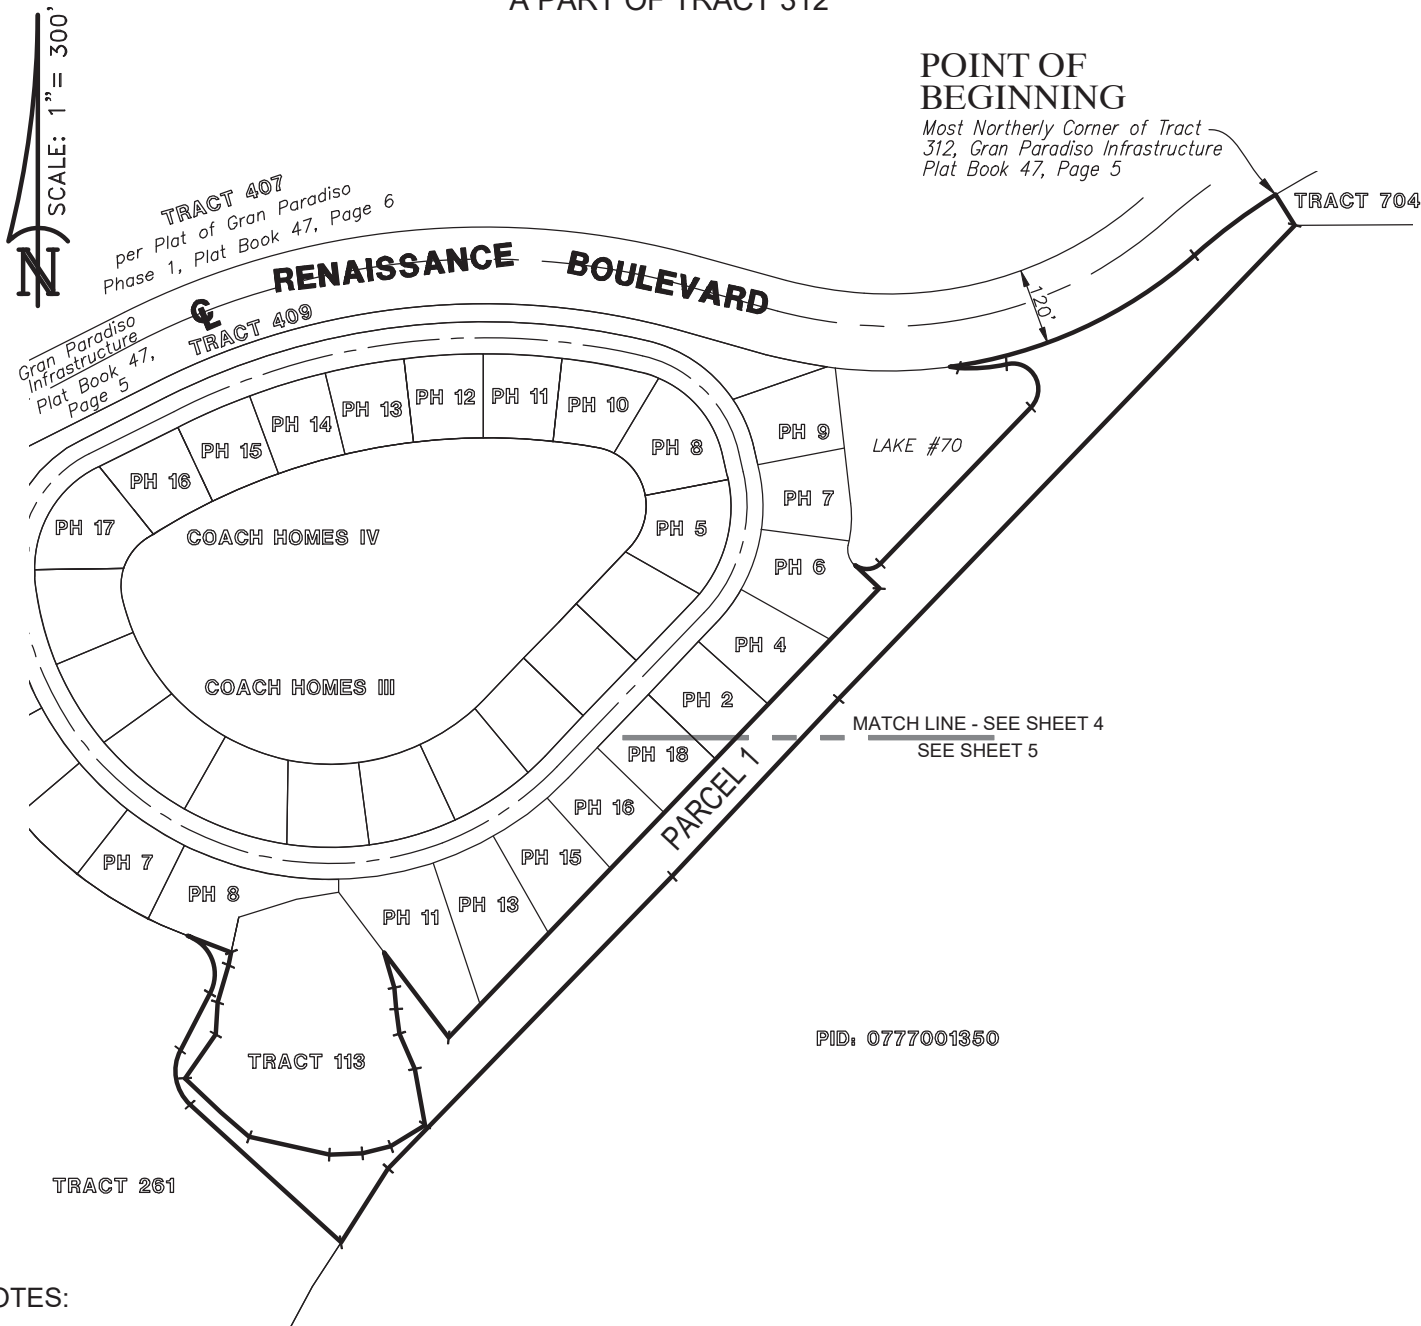 A PART OF TRACT 312
SCALE: 1"= 300'
N
POINT OF
BEGINNING
Most Northerly Corner of Tract
312, Gran Paradiso Infrastructure
Plat Book 47, Page 5
TRACT 704
TRACT 407
per Plat of Gran Paradiso
Phase 1, Plat Book 47, Page 6
RENAISSANCE BOULEVARD
CL
TRACT 409
120'
Gran Paradiso
Infrastructure
Plat Book 47,
Page 5
PH 17
PH 16
PH 15
PH 14
PH 13
PH 12
PH 11
PH 10
PH 8
PH 5
PH 9
PH 7
PH 6
PH 4
PH 2
LAKE #70
COACH HOMES IV
COACH HOMES III
MATCH LINE - SEE SHEET 4
SEE SHEET 5
PH 18
PH 16
PH 15
PH 13
PH 11
PARCEL 1
PH 7
PH 8
TRACT 113
PID: 0777001350
TRACT 261
OTES: